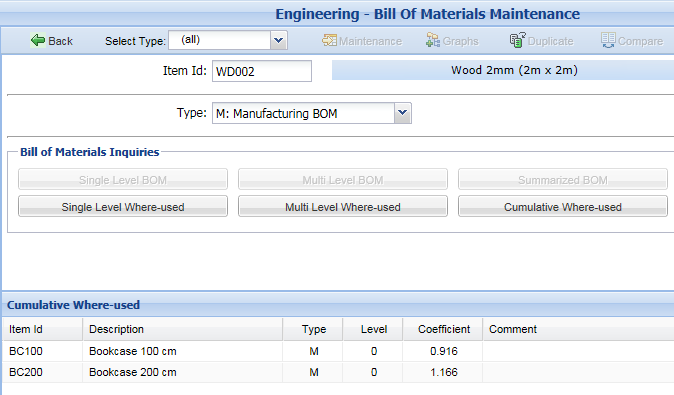 Engineering - Bill Of Materials Maintenance
Back Select Type: (all) Maintenance Graphs Duplicate Compare
Item Id: WD002 Wood 2mm (2m x 2m)
Type: M: Manufacturing BOM
Bill of Materials Inquiries
Single Level BOM Multi Level BOM Summarized BOM
Single Level Where-used Multi Level Where-used Cumulative Where-used
Cumulative Where-used
Item Id Description Type Level Coefficient Comment
BC100 Bookcase 100 cm M 0 0.916
BC200 Bookcase 200 cm M 0 1.166